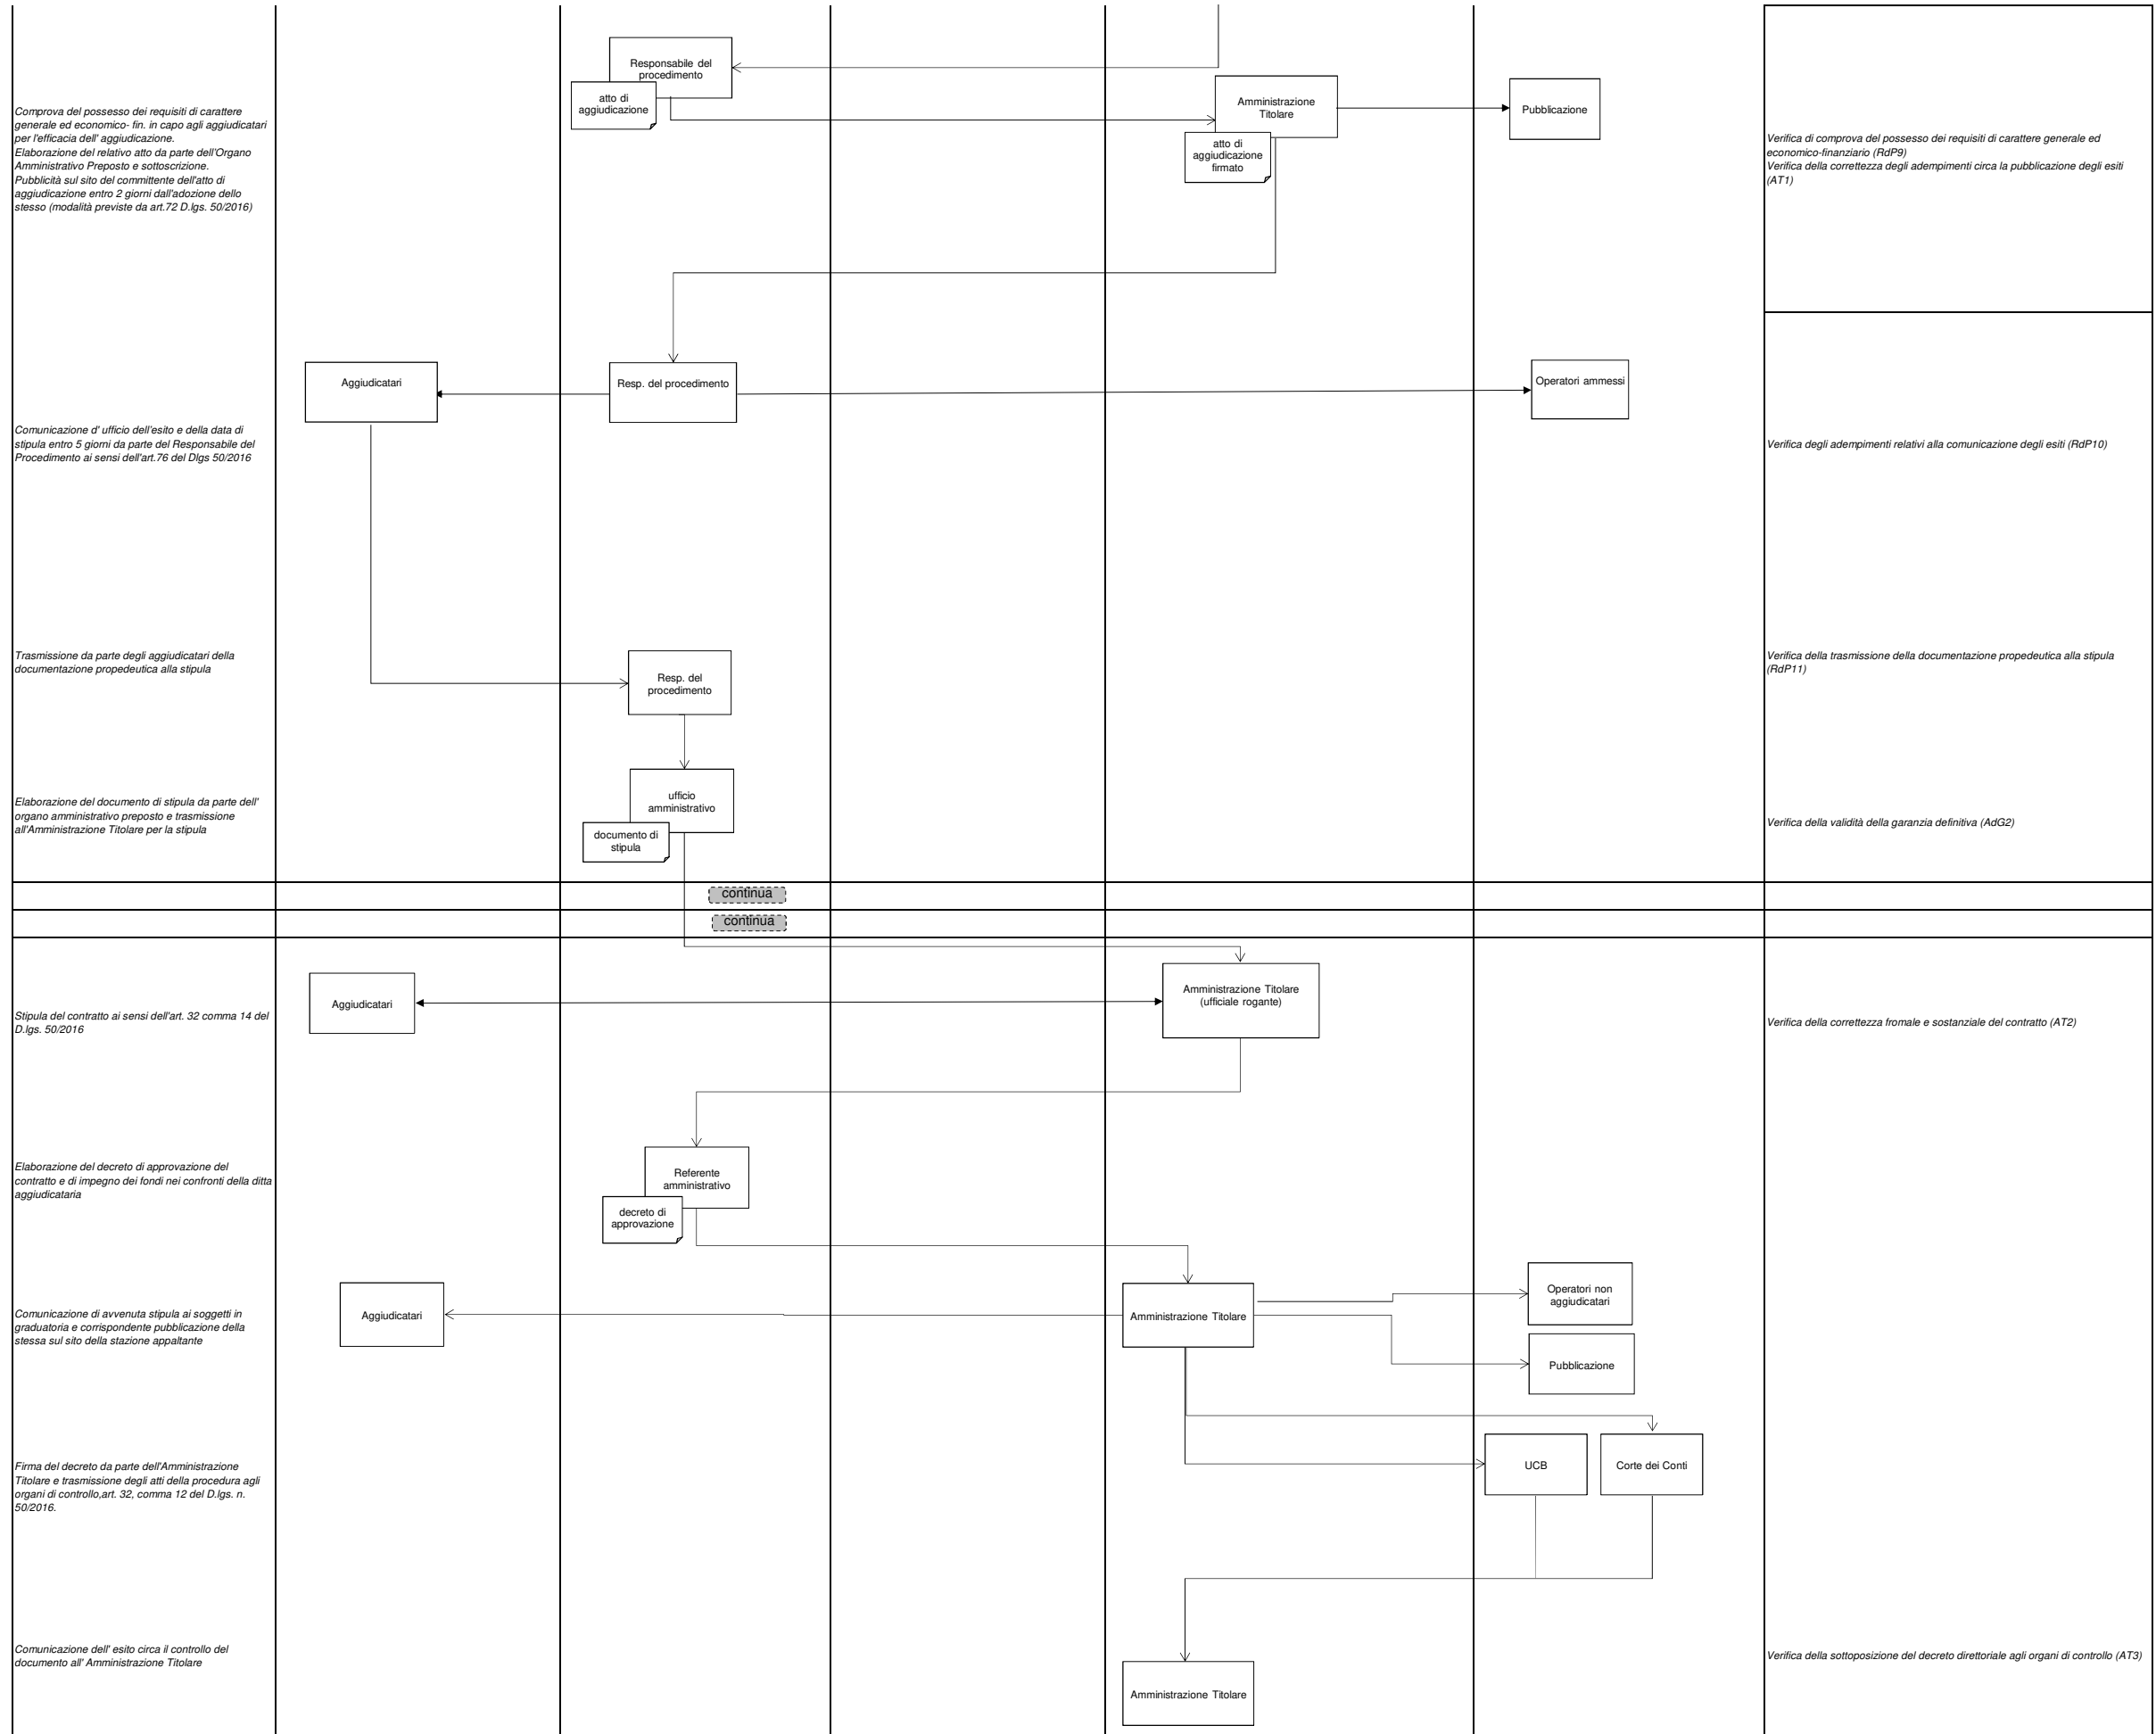 Responsabile del
procedimento
atto di
aggiudicazione
Amministrazione
Titolare
atto di
aggiudicazione
firmato
Pubblicazione
Comprova del possesso dei requisiti di carattere
generale ed economico- fin. in capo agli aggiudicatari
per l'efficacia dell' aggiudicazione.
Elaborazione del relativo atto da parte dell'Organo
Amministrativo Preposto e sottoscrizione.
Pubblicità sul sito del committente dell'atto di
aggiudicazione entro 2 giorni dall'adozione dello
stesso (modalità previste da art.72 D.lgs. 50/2016)
Verifica di comprova del possesso dei requisiti di carattere generale ed
economico-finanziario (RdP9)
Verifica della correttezza degli adempimenti circa la pubblicazione degli esiti
(AT1)
Aggiudicatari
Resp. del procedimento
Operatori ammessi
Comunicazione d' ufficio dell'esito e della data di
stipula entro 5 giorni da parte del Responsabile del
Procedimento ai sensi dell'art.76 del Dlgs 50/2016
Verifica degli adempimenti relativi alla comunicazione degli esiti (RdP10)
Trasmissione da parte degli aggiudicatari della
documentazione propedeutica alla stipula
Resp. del
procedimento
Verifica della trasmissione della documentazione propedeutica alla stipula
(RdP11)
Elaborazione del documento di stipula da parte dell'
organo amministrativo preposto e trasmissione
all'Amministrazione Titolare per la stipula
ufficio
amministrativo
documento di
stipula
Verifica della validità della garanzia definitiva (AdG2)
continua
continua
Stipula del contratto ai sensi dell'art. 32 comma 14 del
D.lgs. 50/2016
Aggiudicatari
Amministrazione Titolare
(ufficiale rogante)
Verifica della correttezza fromale e sostanziale del contratto (AT2)
Elaborazione del decreto di approvazione del
contratto e di impegno dei fondi nei confronti della ditta
aggiudicataria
Referente
amministrativo
decreto di
approvazione
Comunicazione di avvenuta stipula ai soggetti in
graduatoria e corrispondente pubblicazione della
stessa sul sito della stazione appaltante
Aggiudicatari
Amministrazione Titolare
Operatori non
aggiudicatari
Pubblicazione
Firma del decreto da parte dell'Amministrazione
Titolare e trasmissione degli atti della procedura agli
organi di controllo,art. 32, comma 12 del D.lgs. n.
50/2016.
UCB
Corte dei Conti
Comunicazione dell' esito circa il controllo del
documento all' Amministrazione Titolare
Amministrazione Titolare
Verifica della sottoposizione del decreto direttoriale agli organi di controllo (AT3)